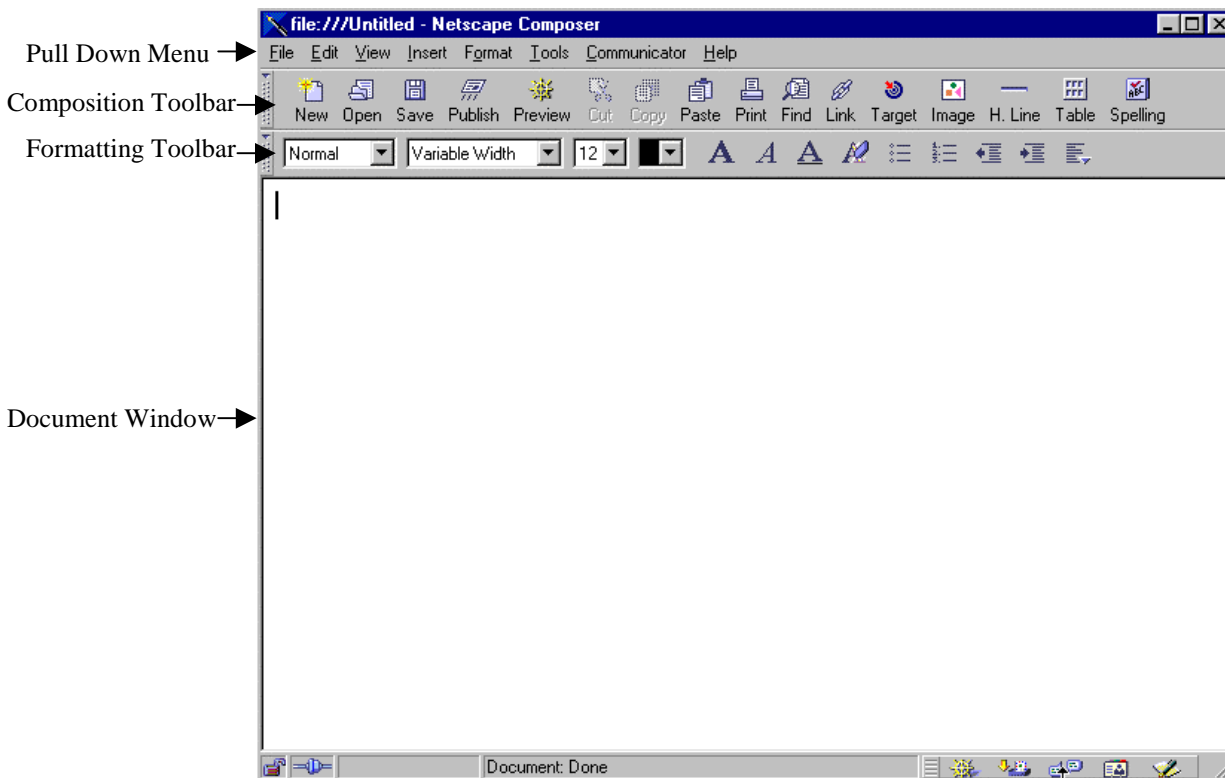 file:///Untitled - Netscape Composer
Pull Down Menu
File Edit View Insert Format Tools Communicator Help
Composition Toolbar
New Open Save Publish Preview Cut Copy Paste Print Find Link Target Image H. Line Table Spelling
Formatting Toolbar
Normal Variable Width 12 A A A
Document Window
Document: Done